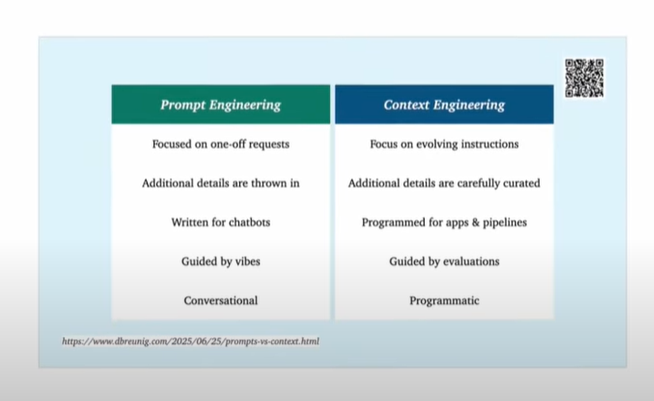 Prompt Engineering Context Engineering
Focused on one-off requests Focus on evolving instructions
Additional details are thrown in Additional details are carefully curated
Written for chatbots Programmed for apps & pipelines
Guided by vibes Guided by evaluations
Conversational Programmatic
https://www.dbreunig.com/2025/06/25/prompts-vs-context.html